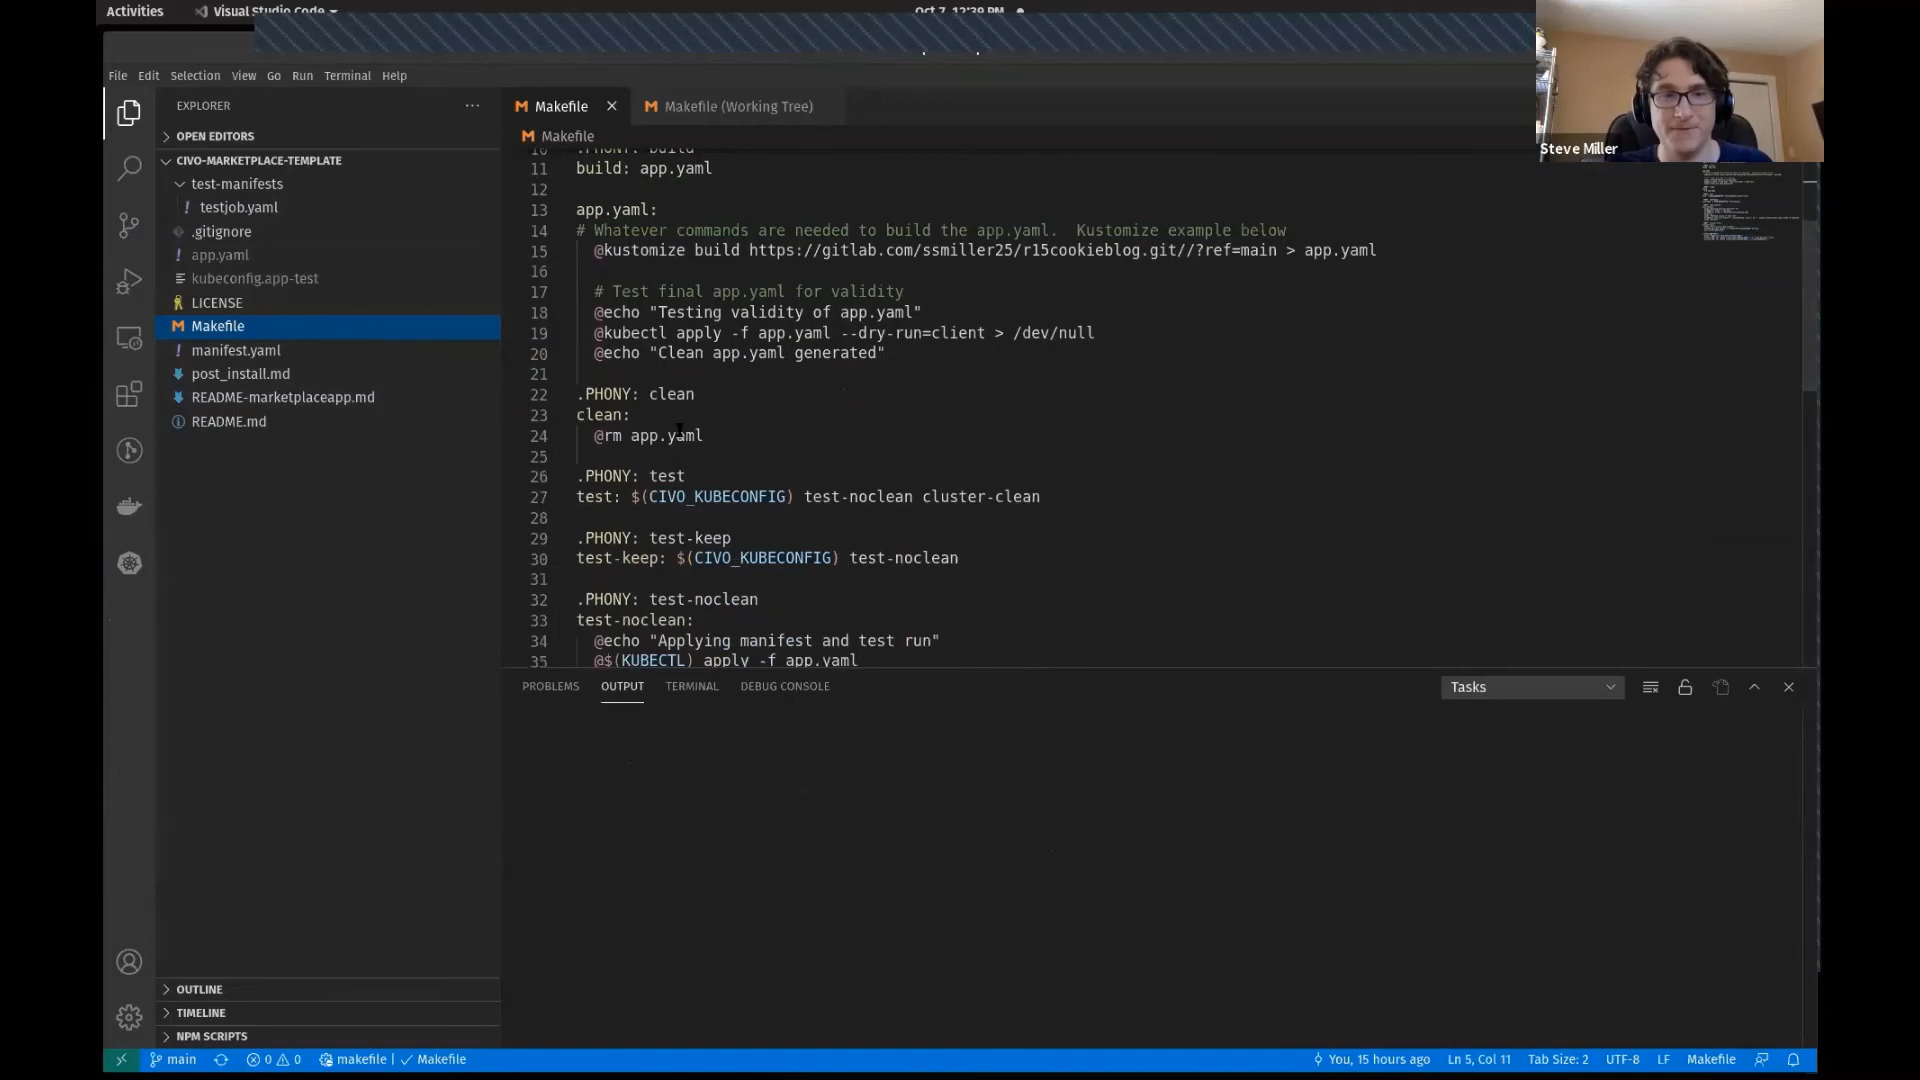 Activities
Visual Studio Code
Oct 7, 12:39 PM
File Edit Selection View Go Run Terminal Help
Steve Miller
EXPLORER
OPEN EDITORS
CIVO-MARKETPLACE-TEMPLATE
test-manifests
testjob.yaml
.gitignore
app.yaml
kubeconfig.app-test
LICENSE
Makefile
manifest.yaml
post_install.md
README-marketplaceapp.md
README.md
OUTLINE
TIMELINE
NPM SCRIPTS
Makefile
Makefile (Working Tree)
Makefile
10 .PHONY: build
11 build: app.yaml
12
13 app.yaml:
14 # Whatever commands are needed to build the app.yaml.  Kustomize example below
15 @kustomize build https://gitlab.com/ssmiller25/r15cookieblog.git//?ref=main > app.yaml
16
17 # Test final app.yaml for validity
18 @echo "Testing validity of app.yaml"
19 @kubectl apply -f app.yaml --dry-run=client > /dev/null
20 @echo "Clean app.yaml generated"
21
22 .PHONY: clean
23 clean:
24 @rm app.yaml
25
26 .PHONY: test
27 test: $(CIVO_KUBECONFIG) test-noclean cluster-clean
28
29 .PHONY: test-keep
30 test-keep: $(CIVO_KUBECONFIG) test-noclean
31
32 .PHONY: test-noclean
33 test-noclean:
34 @echo "Applying manifest and test run"
35 @$(KUBECTL) apply -f app.yaml
PROBLEMS OUTPUT TERMINAL DEBUG CONSOLE
Tasks
main 0 0 makefile | Makefile
You, 15 hours ago Ln 5, Col 11 Tab Size: 2 UTF-8 LF Makefile